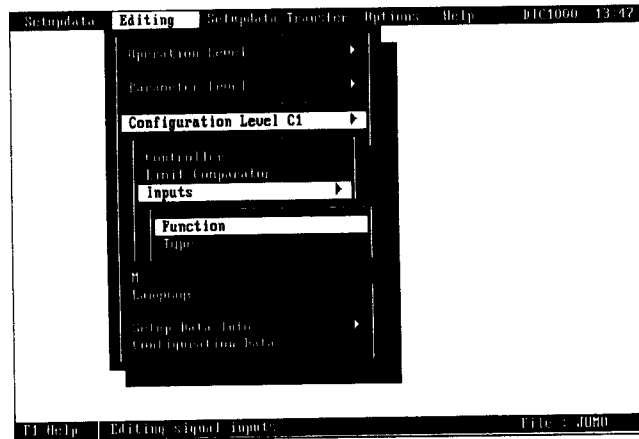 Setupdata Editing Setupdata Transfer Options Help DIC1000 13:47
Operation Level
Parameter Level
Configuration Level C1
Controller
Limit Comparator
Inputs
Function
Type
M
Setup Data Info
Configuration Data
F1 Help Editing signal inputs File : JUMO